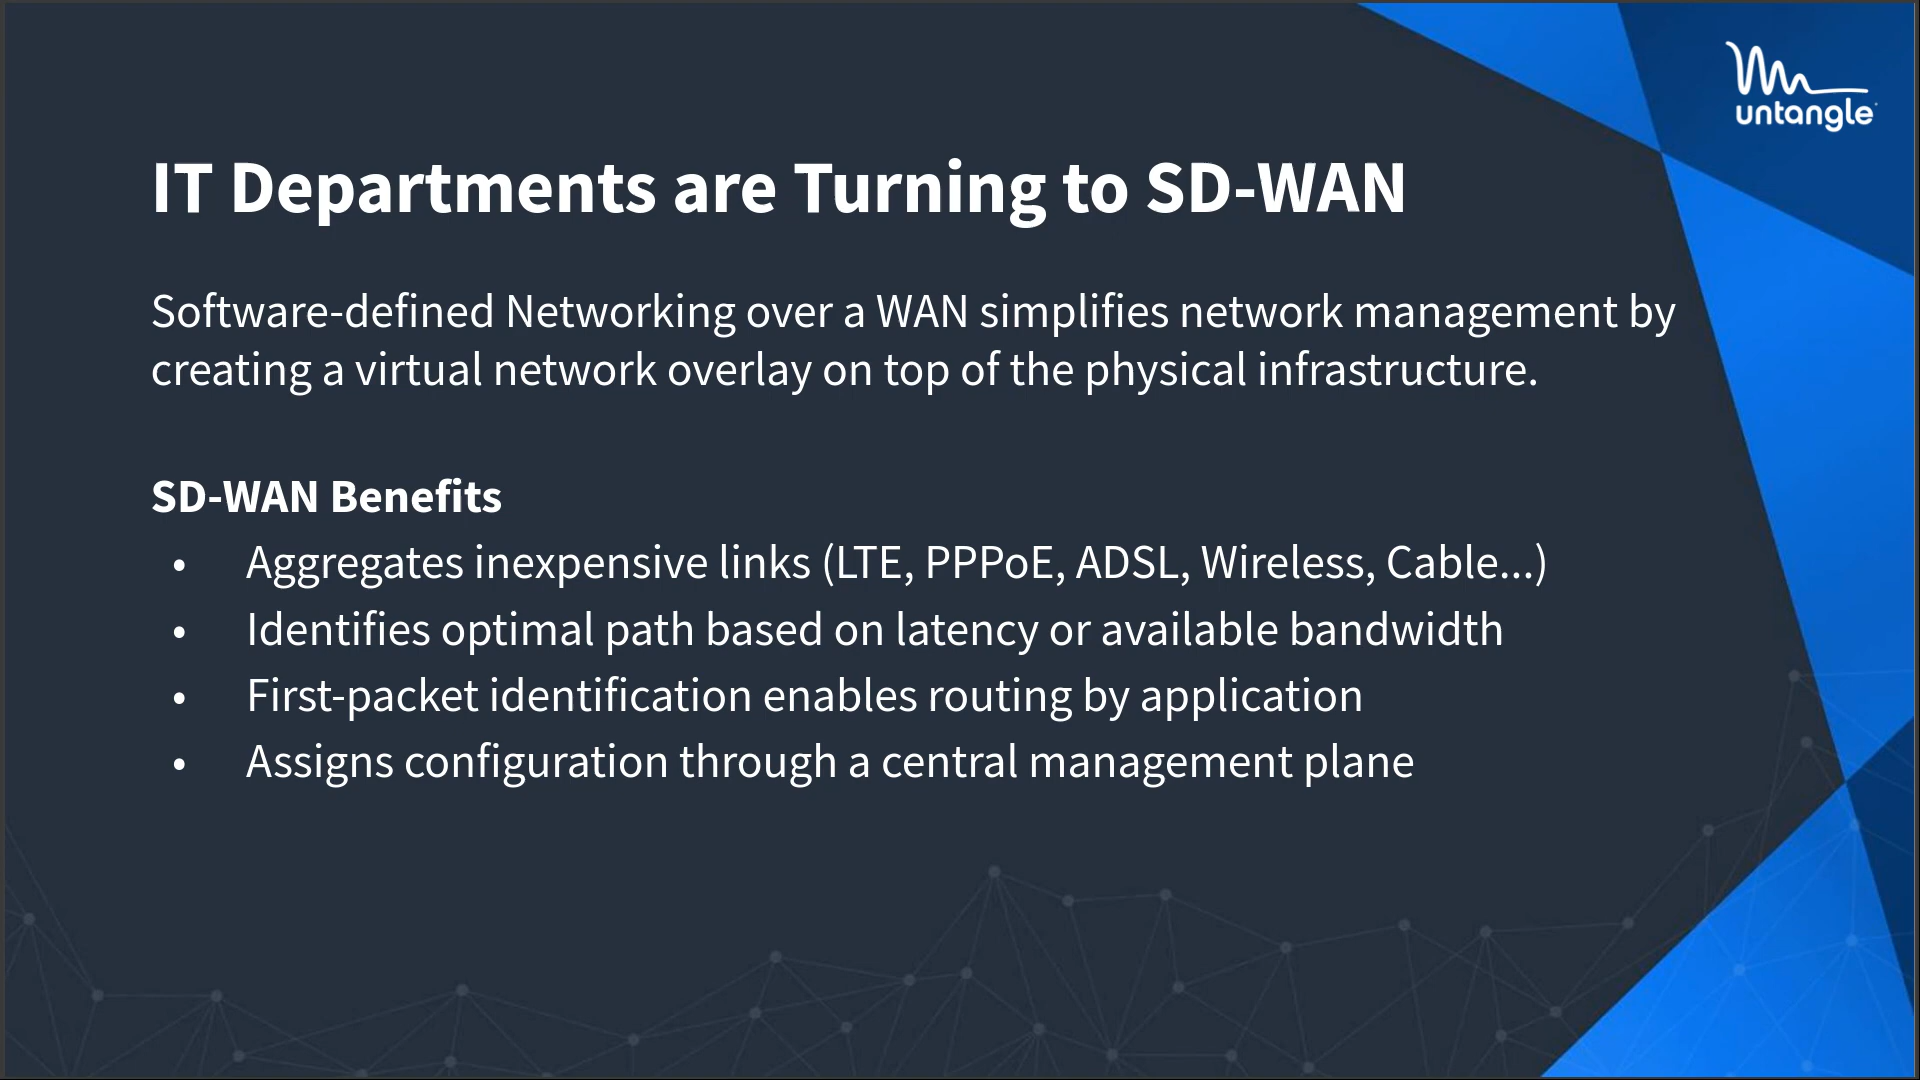 untangle
IT Departments are Turning to SD-WAN
Software-defined Networking over a WAN simplifies network management by
creating a virtual network overlay on top of the physical infrastructure.
SD-WAN Benefits
• Aggregates inexpensive links (LTE, PPPoE, ADSL, Wireless, Cable...)
• Identifies optimal path based on latency or available bandwidth
• First-packet identification enables routing by application
• Assigns configuration through a central management plane